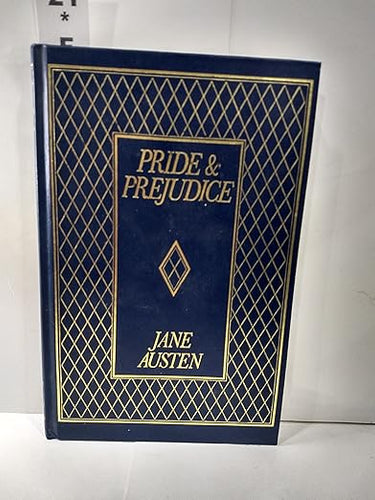 *
PRIDE &
PREJUDICE
JANE
AUSTEN